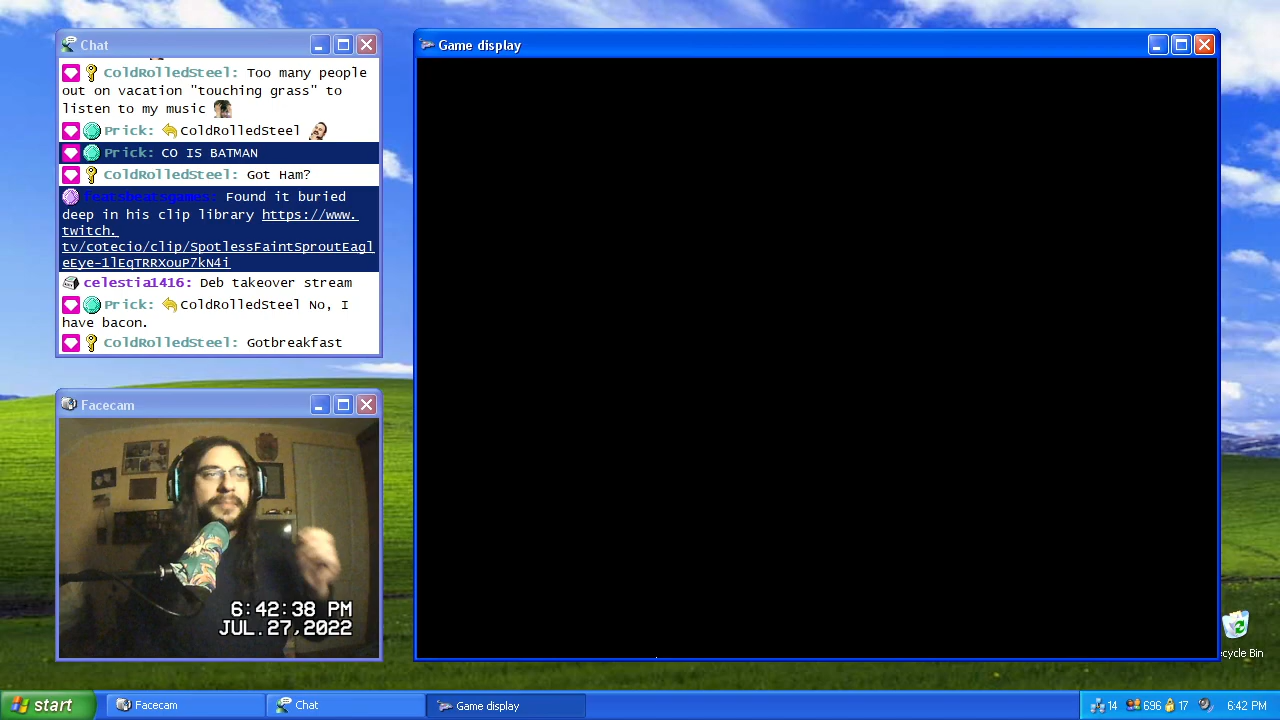 Chat
ColdRolledSteel: Too many people
out on vacation "touching grass" to
listen to my music
Prick: ColdRolledSteel
Prick: CO IS BATMAN
ColdRolledSteel: Got Ham?
featsbeatsgames: Found it buried
deep in his clip library https://www.
twitch.
tv/cotecio/clip/SpotlessFaintSproutEagl
eEye-1lEqTRRXouP7kN4i
celestia1416: Deb takeover stream
Prick: ColdRolledSteel No, I
have bacon.
ColdRolledSteel: Gotbreakfast
Facecam
6:42:38 PM
JUL.27,2022
Game display
ecycle Bin
start
Facecam
Chat
Game display
14
696
17
6:42 PM